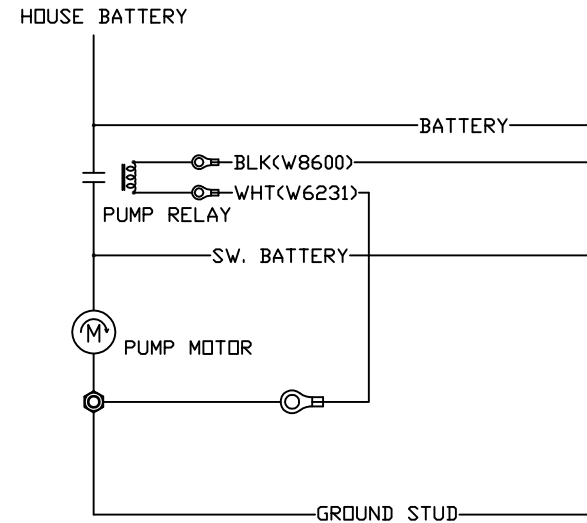 HOUSE BATTERY
BATTERY
BLK(W8600)
WHT(W6231)
PUMP RELAY
SW. BATTERY
M
PUMP MOTOR
GROUND STUD